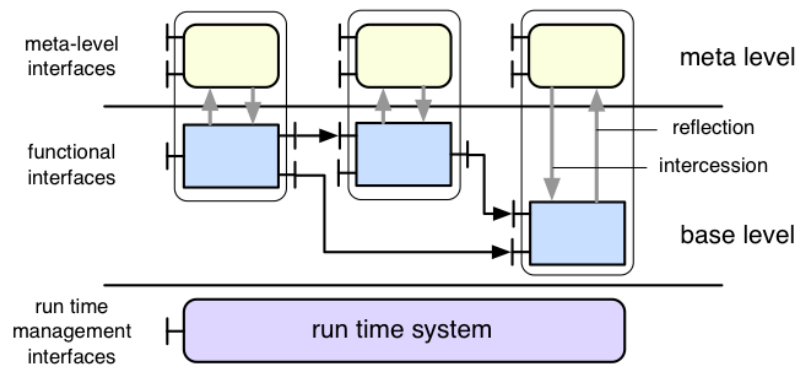 meta-level
interfaces
meta level
reflection
functional
interfaces
intercession
base level
run time
management
interfaces
run time system